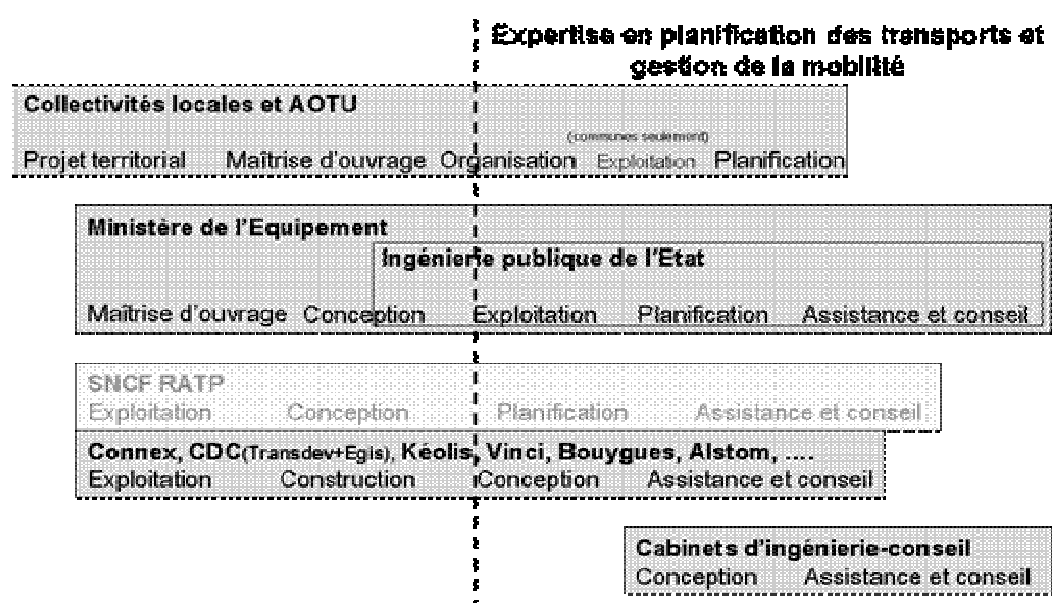 Expertise en planification des transports et
gestion de la mobilité
Collectivités locales et AOTU
(communes seulement)
Projet territorial Maîtrise d'ouvrage Organisation Exploitation Planification
Ministère de l'Equipement
Ingénierie publique de l'Etat
Maîtrise d'ouvrage Conception Exploitation Planification Assistance et conseil
SNCF RATP
Exploitation Conception Planification Assistance et conseil
Connex, CDC(Transdev+Egis), Kéolis, Vinci, Bouygues, Alstom, ....
Exploitation Construction Conception Assistance et conseil
Cabinets d'ingénierie-conseil
Conception Assistance et conseil